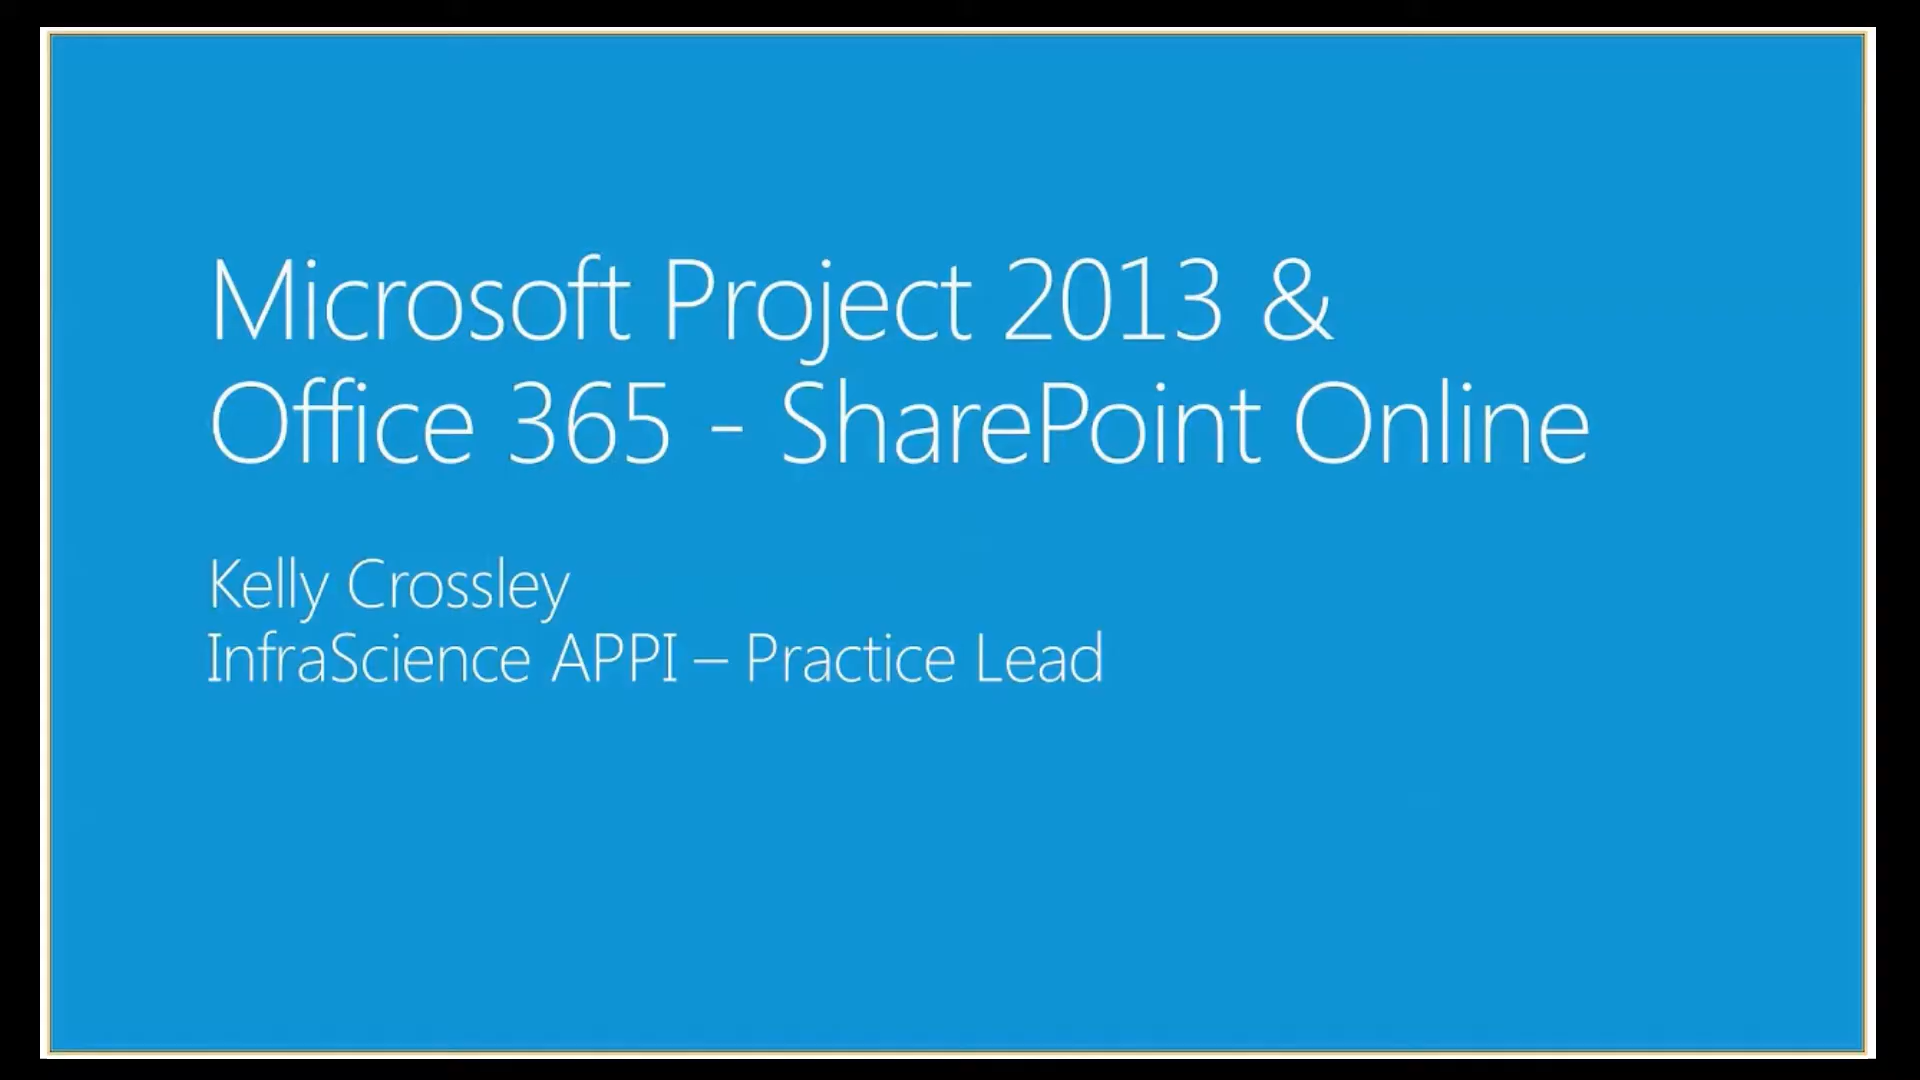 Microsoft Project 2013 &
Office 365 - SharePoint Online
Kelly Crossley
InfraScience APPI – Practice Lead